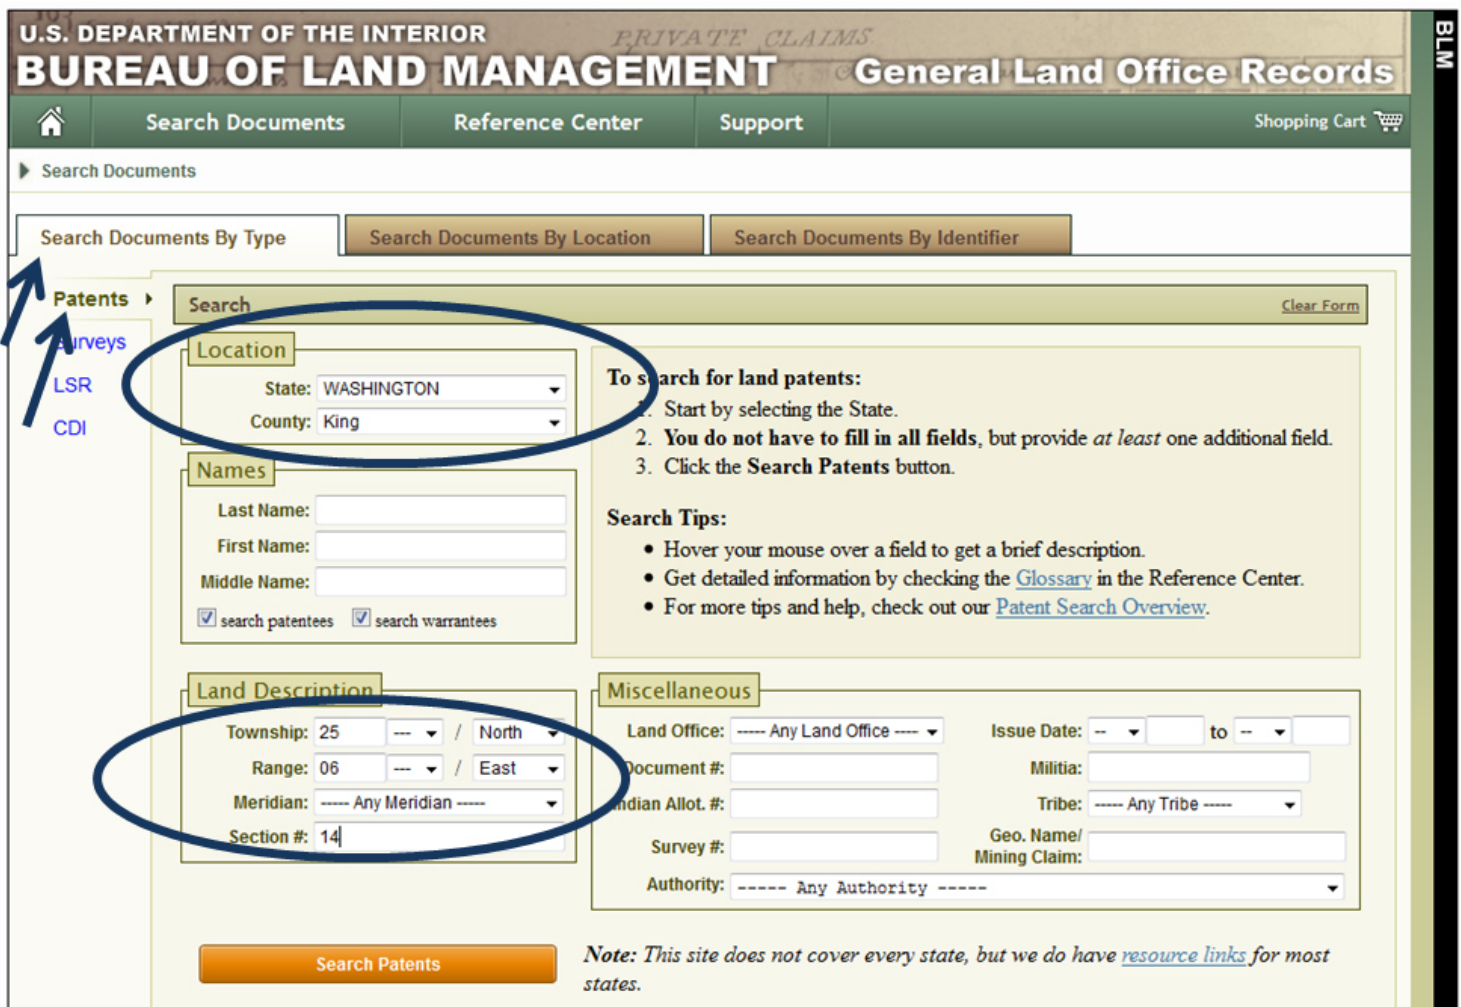 PRIVATE CLAIMS
U.S. DEPARTMENT OF THE INTERIOR
BUREAU OF LAND MANAGEMENT
General Land Office Records
BLM
Search Documents
Reference Center
Support
Shopping Cart
Search Documents
Search Documents By Type
Search Documents By Location
Search Documents By Identifier
Patents
Surveys
LSR
CDI
Search
Clear Form
Location
State: WASHINGTON
County: King
Names
Last Name:
First Name:
Middle Name:
search patentees search warrantees
To search for land patents:
1. Start by selecting the State.
2. You do not have to fill in all fields, but provide at least one additional field.
3. Click the Search Patents button.
Search Tips:
• Hover your mouse over a field to get a brief description.
• Get detailed information by checking the Glossary in the Reference Center.
• For more tips and help, check out our Patent Search Overview.
Land Description
Township: 25 --- / North
Range: 06 --- / East
Meridian: ----- Any Meridian -----
Section #: 14
Miscellaneous
Land Office: ----- Any Land Office ----
Issue Date: -- to --
Document #:
Militia:
Indian Allot. #:
Tribe: ----- Any Tribe -----
Survey #:
Geo. Name/
Mining Claim:
Authority: ----- Any Authority -----
Search Patents
Note: This site does not cover every state, but we do have resource links for most
states.